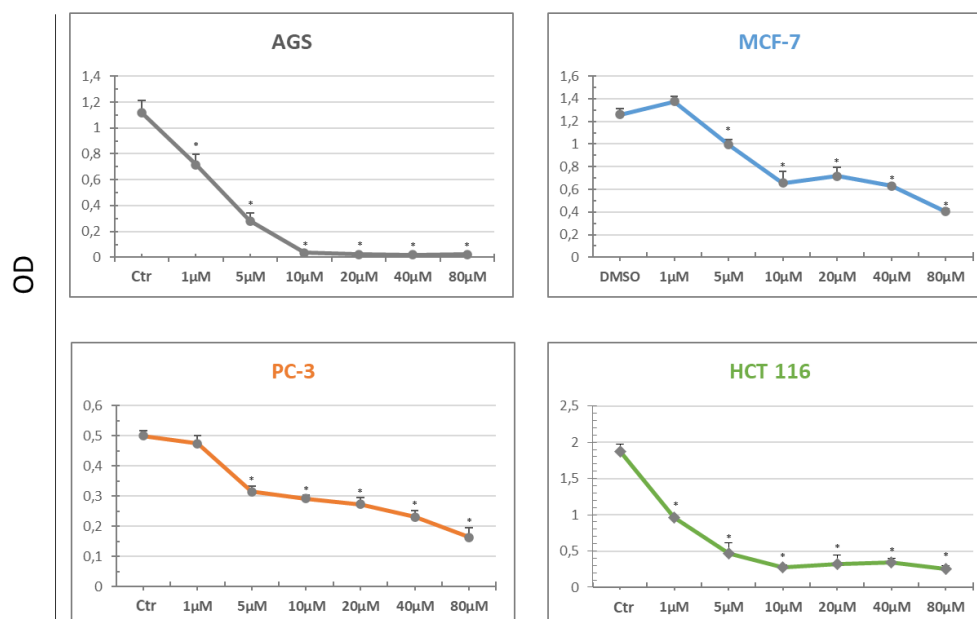 OD
AGS
1,4
1,2
1
0,8
0,6
0,4
0,2
0
* * * * * *
Ctr 1µM 5µM 10µM 20µM 40µM 80µM
MCF-7
1,6
1,4
1,2
1
0,8
0,6
0,4
0,2
0
* * * * *
DMSO 1µM 5µM 10µM 20µM 40µM 80µM
PC-3
0,6
0,5
0,4
0,3
0,2
0,1
0
* * * * *
Ctr 1µM 5µM 10µM 20µM 40µM 80µM
HCT 116
2,5
2
1,5
1
0,5
0
* * * * * *
Ctr 1µM 5µM 10µM 20µM 40µM 80µM